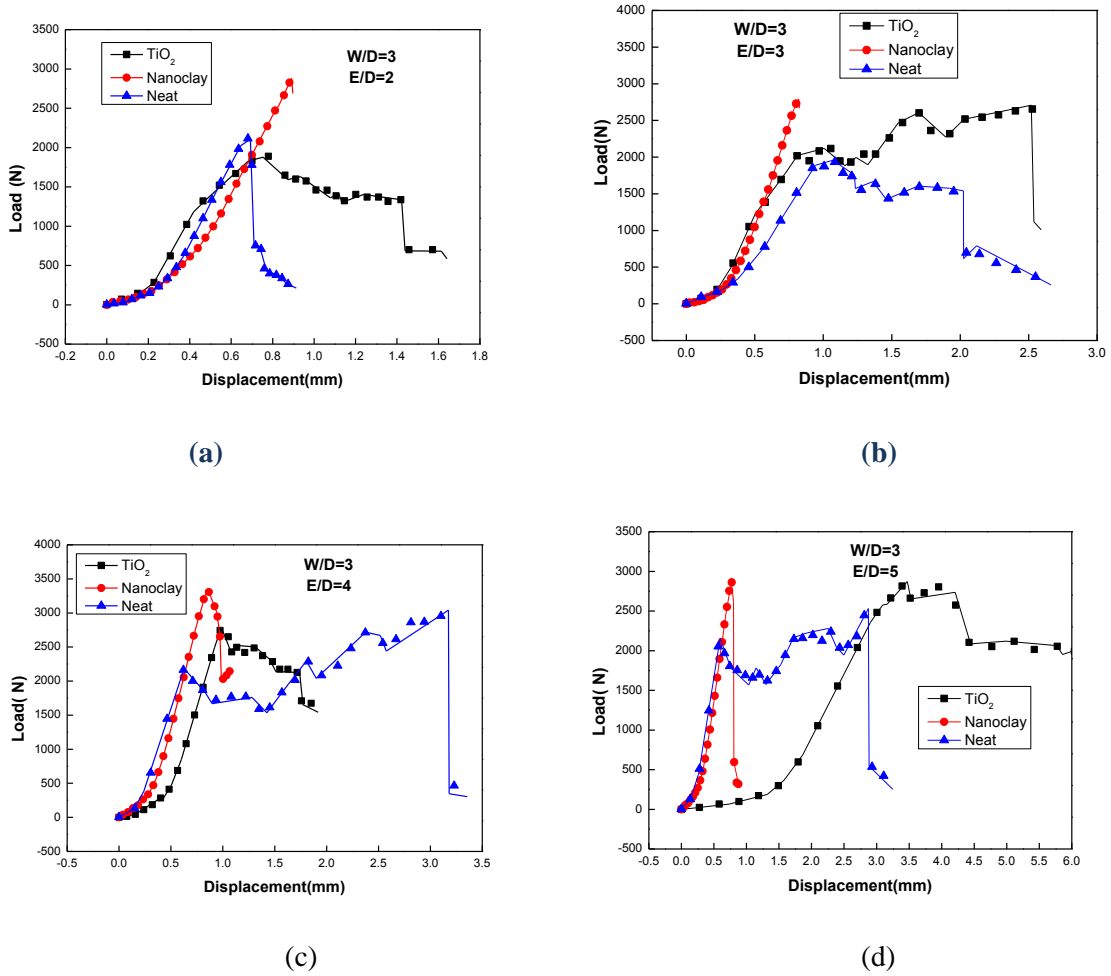 3500
3000
2500
2000
1500
1000
500
0
-500
Load (N)
TiO2
Nanoclay
Neat
W/D=3
E/D=2
-0.2 0.0 0.2 0.4 0.6 0.8 1.0 1.2 1.4 1.6 1.8
Displacement(mm)
(a)
4000
3500
3000
2500
2000
1500
1000
500
0
-500
Load(N)
W/D=3
E/D=3
TiO2
Nanoclay
Neat
0.0 0.5 1.0 1.5 2.0 2.5 3.0
Displacement(mm)
(b)
4000
3500
3000
2500
2000
1500
1000
500
0
-500
Load( N)
TiO2
Nanoclay
Neat
W/D=3
E/D=4
-0.5 0.0 0.5 1.0 1.5 2.0 2.5 3.0 3.5
Displacement(mm)
(c)
3500
3000
2500
2000
1500
1000
500
0
-500
Load( N)
W/D=3
E/D=5
TiO2
Nanoclay
Neat
-0.5 0.0 0.5 1.0 1.5 2.0 2.5 3.0 3.5 4.0 4.5 5.0 5.5 6.0
Displacement(mm)
(d)